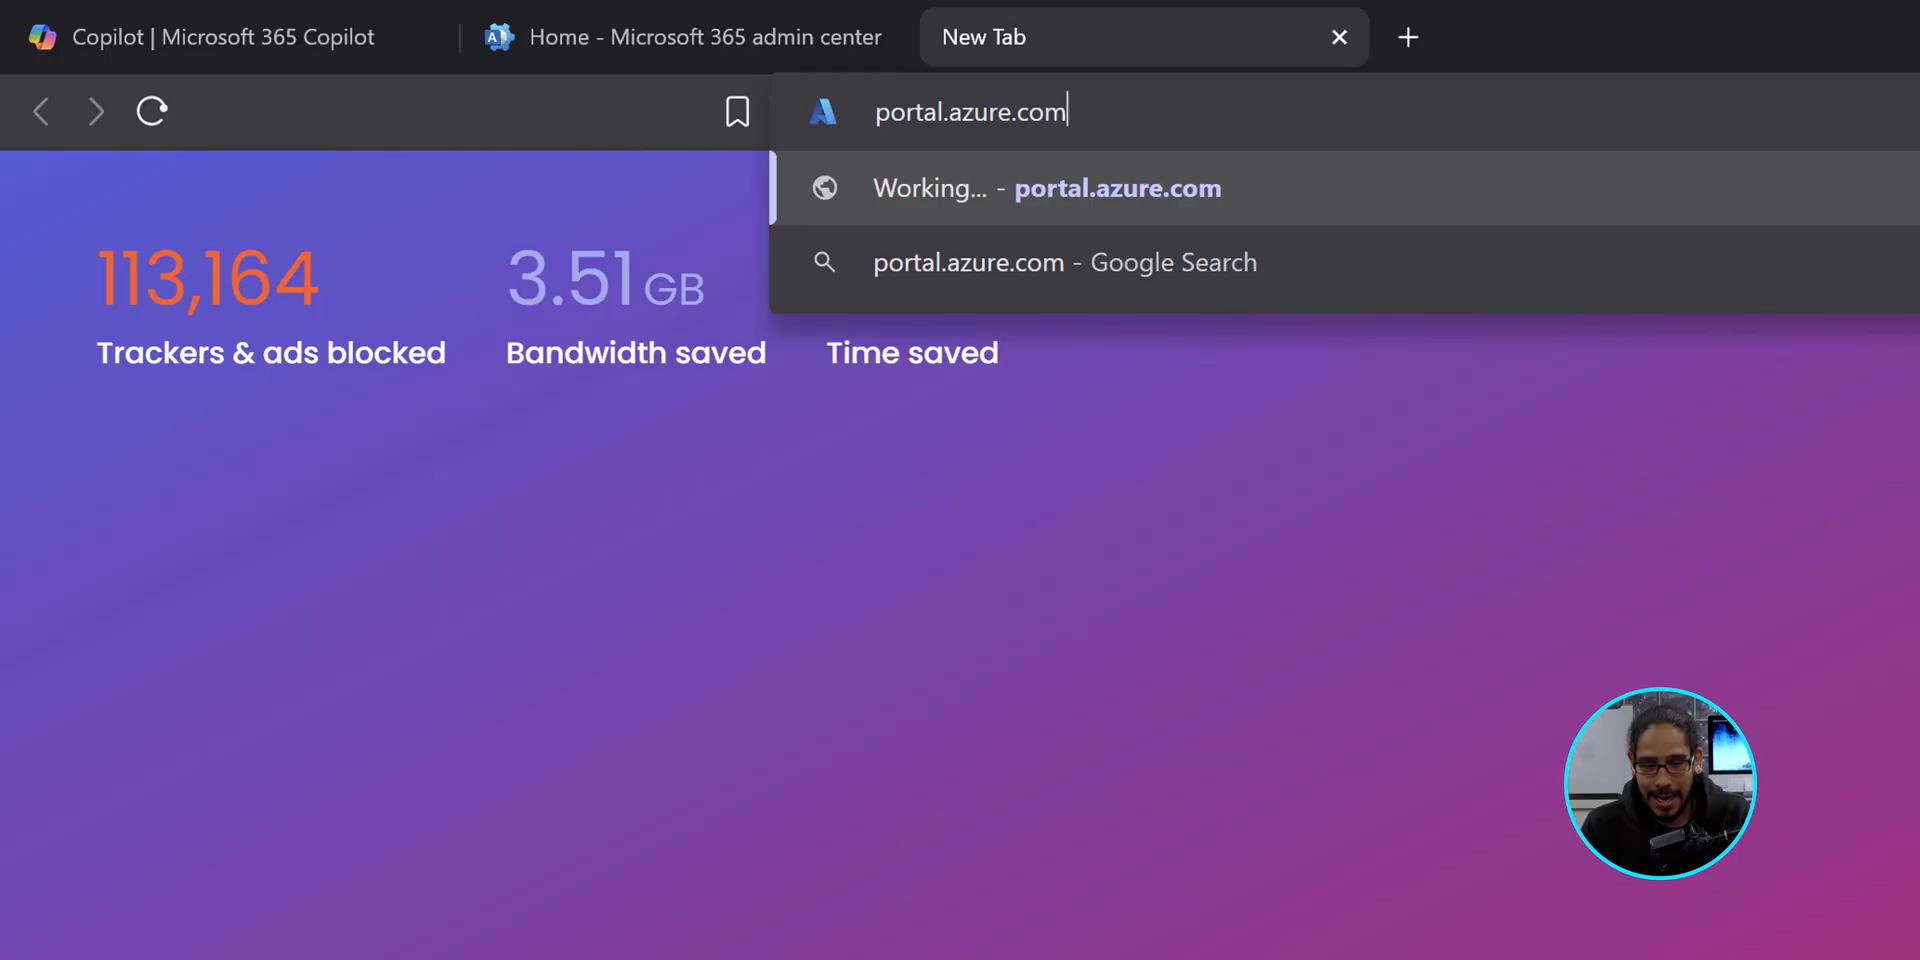 Copilot | Microsoft 365 Copilot
Home - Microsoft 365 admin center
New Tab
portal.azure.com
Working... - portal.azure.com
portal.azure.com - Google Search
113,164
Trackers & ads blocked
3.51 GB
Bandwidth saved
Time saved